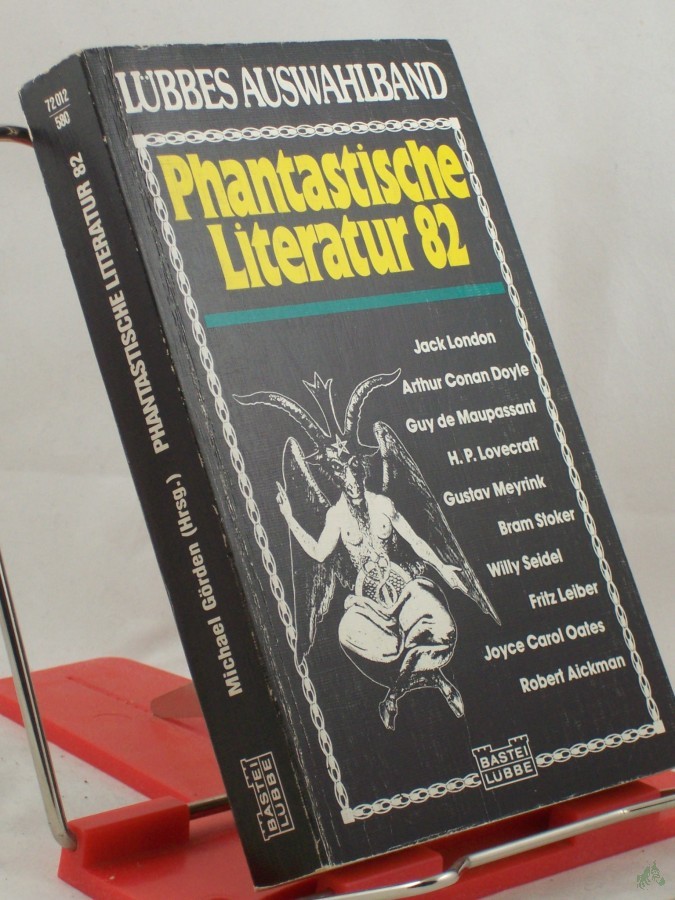 LÜBBES AUSWAHLBAND
Phantastische
Literatur 82
Jack London
Arthur Conan Doyle
Guy de Maupassant
H. P. Lovecraft
Gustav Meyrink
Bram Stoker
Willy Seidel
Fritz Leiber
Joyce Carol Oates
Robert Aickman
BASTEI
LÜBBE
72012
580
Michael Görden (Hrsg.) PHANTASTISCHE LITERATUR 82
BASTEI
LÜBBE